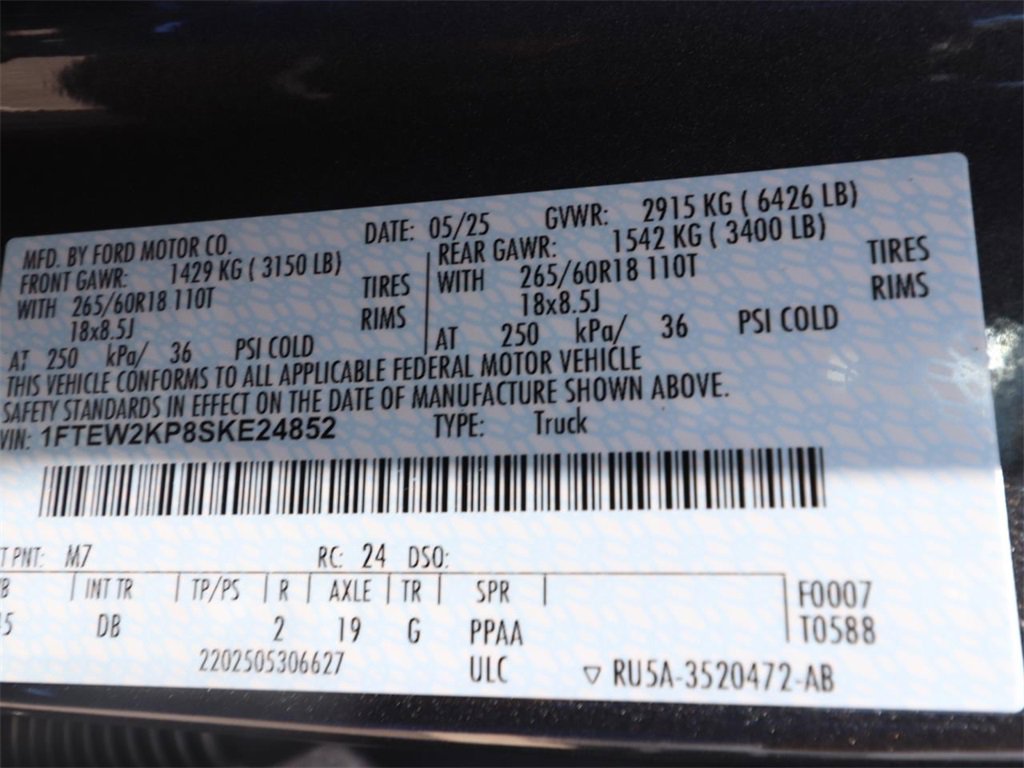 MFD. BY FORD MOTOR CO. DATE: 05/25 GVWR: 2915 KG ( 6426 LB)
FRONT GAWR: 1429 KG ( 3150 LB) REAR GAWR: 1542 KG ( 3400 LB)
WITH 265/60R18 110T TIRES WITH 265/60R18 110T TIRES
18x8.5J RIMS 18x8.5J RIMS
AT 250 kPa/ 36 PSI COLD AT 250 kPa/ 36 PSI COLD
THIS VEHICLE CONFORMS TO ALL APPLICABLE FEDERAL MOTOR VEHICLE
SAFETY STANDARDS IN EFFECT ON THE DATE OF MANUFACTURE SHOWN ABOVE.
VIN: 1FTEW2KP8SKE24852 TYPE: Truck
T PNT: M7 RC: 24 DSO:
B INT TR TP/PS R AXLE TR SPR F0007
5 DB 2 19 G PPAA T0588
2202505306627 ULC ▽ RU5A-3520472-AB